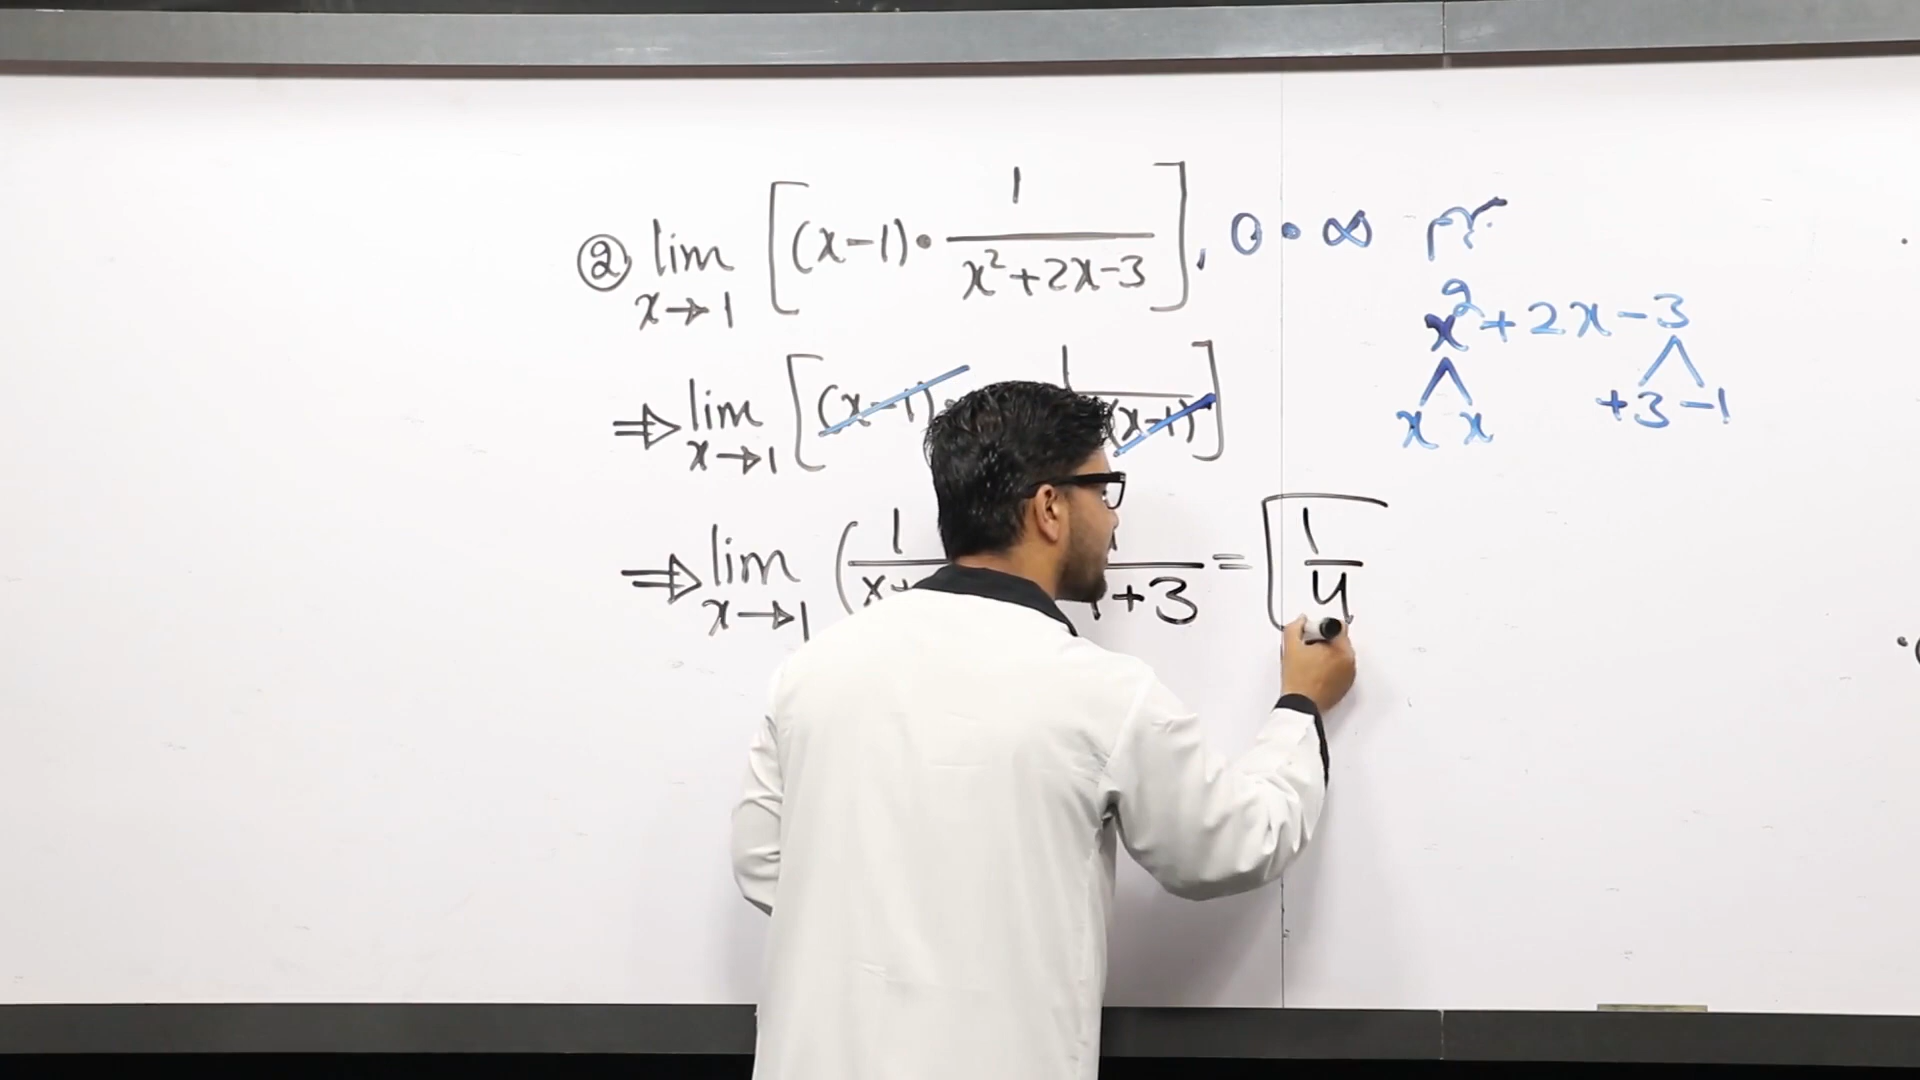 ② lim x→1 [(x-1)• 1/(x²+2x-3)], 0•∞
x²+2x-3
x x +3 -1
⇒ lim x→1 [(x-1)• 1/ (x-1)]
⇒ lim x→1 (1/x+ 1+3 = 1/4